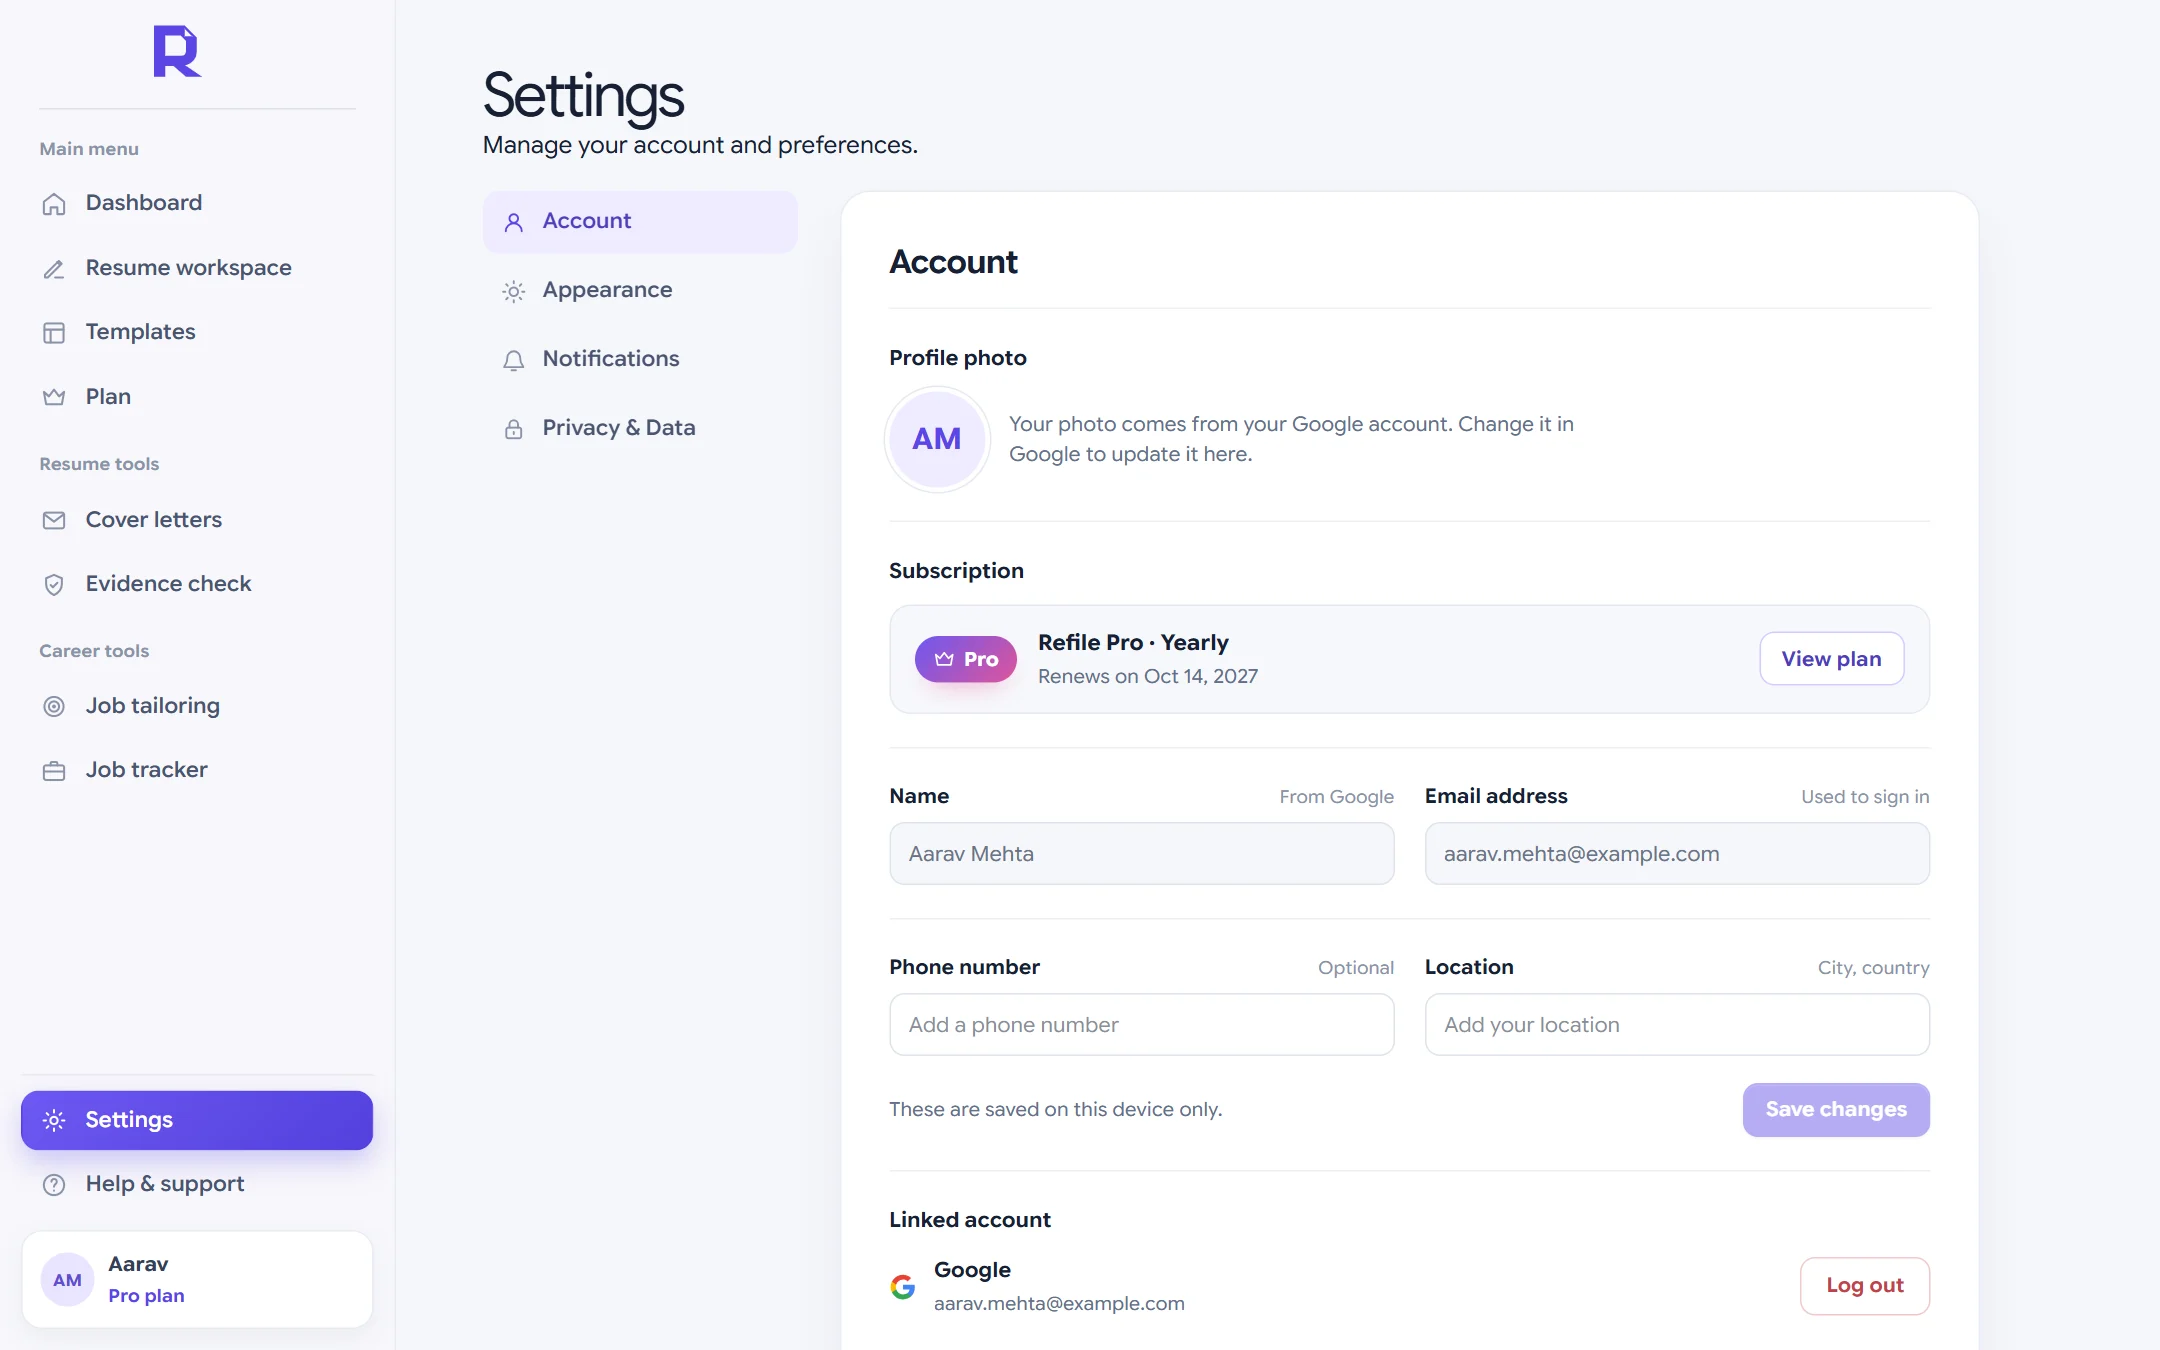 Main menu
Dashboard
Resume workspace
Templates
Plan
Resume tools
Cover letters
Evidence check
Career tools
Job tailoring
Job tracker
Settings
Help & support
AM
Aarav
Pro plan
Settings
Manage your account and preferences.
Account
Appearance
Notifications
Privacy & Data
Account
Profile photo
AM
Your photo comes from your Google account. Change it in
Google to update it here.
Subscription
Pro
Refile Pro · Yearly
Renews on Oct 14, 2027
View plan
Name From Google
Aarav Mehta
Email address Used to sign in
aarav.mehta@example.com
Phone number Optional
Add a phone number
Location City, country
Add your location
These are saved on this device only.
Save changes
Linked account
Google
aarav.mehta@example.com
Log out